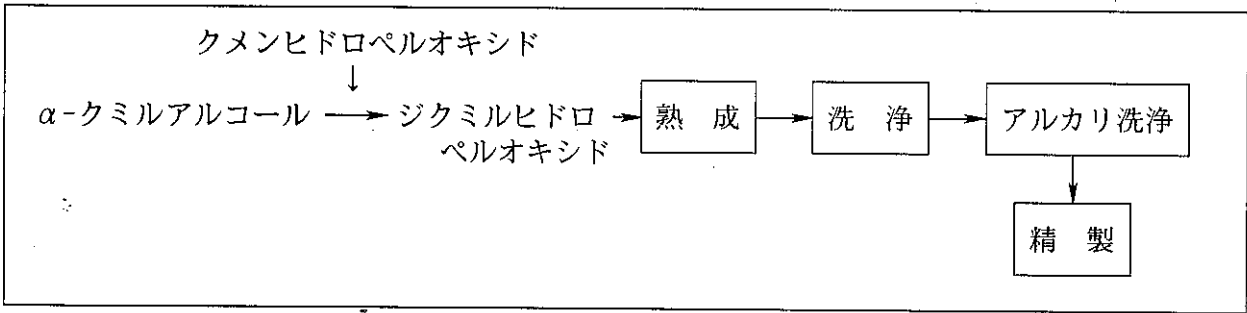 クメンヒドロペルオキシド
↓
α-クミルアルコール → ジクミルヒドロ → 熟成 → 洗浄 → アルカリ洗浄
ペルオキシド
↓
精製